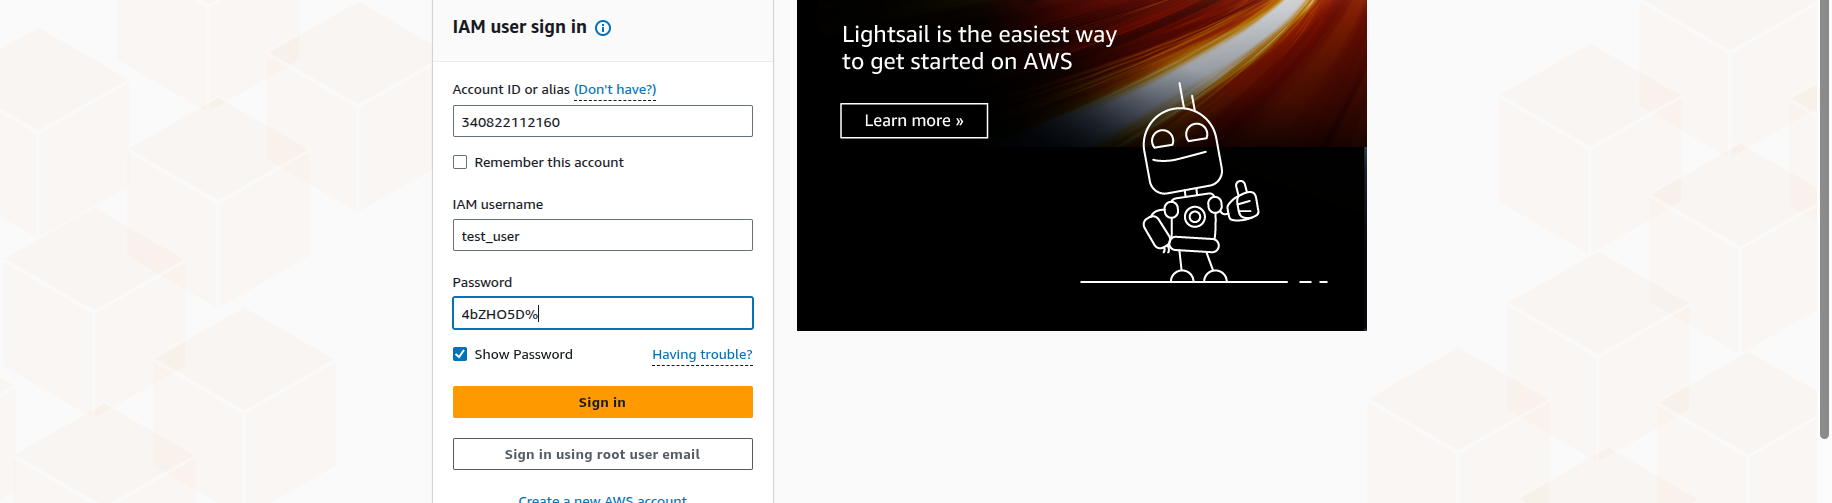 IAM user sign in
Account ID or alias (Don't have?)
340822112160
Remember this account
IAM username
test_user
Password
4bZHO5D%
Show Password
Having trouble?
Sign in
Sign in using root user email
Create a new AWS account
Lightsail is the easiest way
to get started on AWS
Learn more »